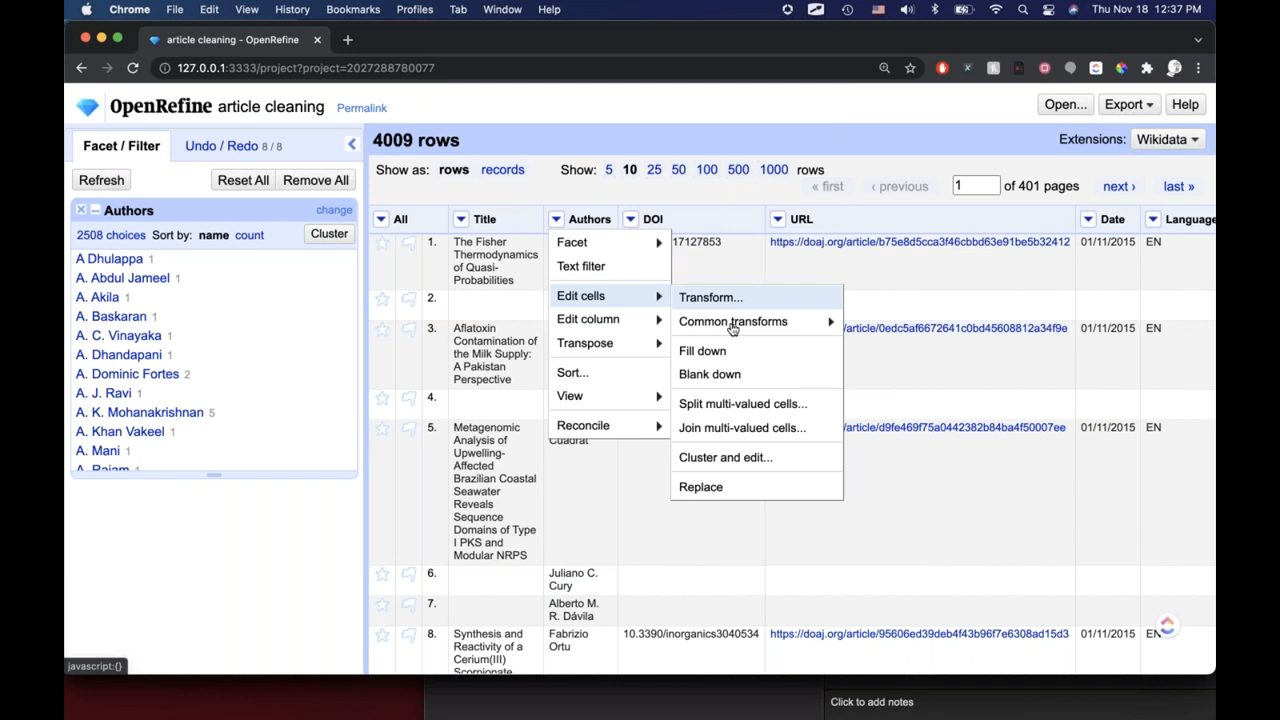 Chrome File Edit View History Bookmarks Profiles Tab Window Help Thu Nov 18 12:37 PM
article cleaning - OpenRefine
127.0.0.1:3333/project?project=2027288780077
OpenRefine article cleaning Permalink Open... Export Help
Facet / Filter Undo / Redo 8 / 8
4009 rows
Extensions: Wikidata
Show as: rows records Show: 5 10 25 50 100 500 1000 rows
Refresh Reset All Remove All
« first ‹ previous 1 of 401 pages next › last »
Authors change
2508 choices Sort by: name count Cluster
A Dhulappa 1
A. Abdul Jameel 1
A. Akila 1
A. Baskaran 1
A. C. Vinayaka 1
A. Dhandapani 1
A. Dominic Fortes 2
A. J. Ravi 1
A. K. Mohanakrishnan 5
A. Khan Vakeel 1
A. Mani 1
A. Rajam 1
All Title Authors DOI URL Date Language
1. The Fisher
Thermodynamics
of Quasi-
Probabilities
17127853 https://doaj.org/article/b75e8d5cca3f46cbbd63e91be5b32412 01/11/2015 EN
2.
3. Aflatoxin
Contamination
of the Milk Supply:
A Pakistan
Perspective
/article/0edc5af6672641c0bd45608812a34f9e 01/11/2015 EN
4.
5. Metagenomic
Analysis of
Upwelling-
Affected
Brazilian Coastal
Seawater
Reveals
Sequence
Domains of Type
I PKS and
Modular NRPS
Cuadrat
/article/d9fe469f75a0442382b84ba4f50007ee 01/11/2015 EN
6. Juliano C.
Cury
7. Alberto M.
R. Dávila
8. Synthesis and
Reactivity of a
Cerium(III)
Scorpionate
Fabrizio
Ortu
10.3390/inorganics3040534 https://doaj.org/article/95606ed39deb4f43b96f7e6308ad15d3 01/11/2015 EN
Facet
Text filter
Edit cells
Edit column
Transpose
Sort...
View
Reconcile
Transform...
Common transforms
Fill down
Blank down
Split multi-valued cells...
Join multi-valued cells...
Cluster and edit...
Replace
javascript:{}
Click to add notes